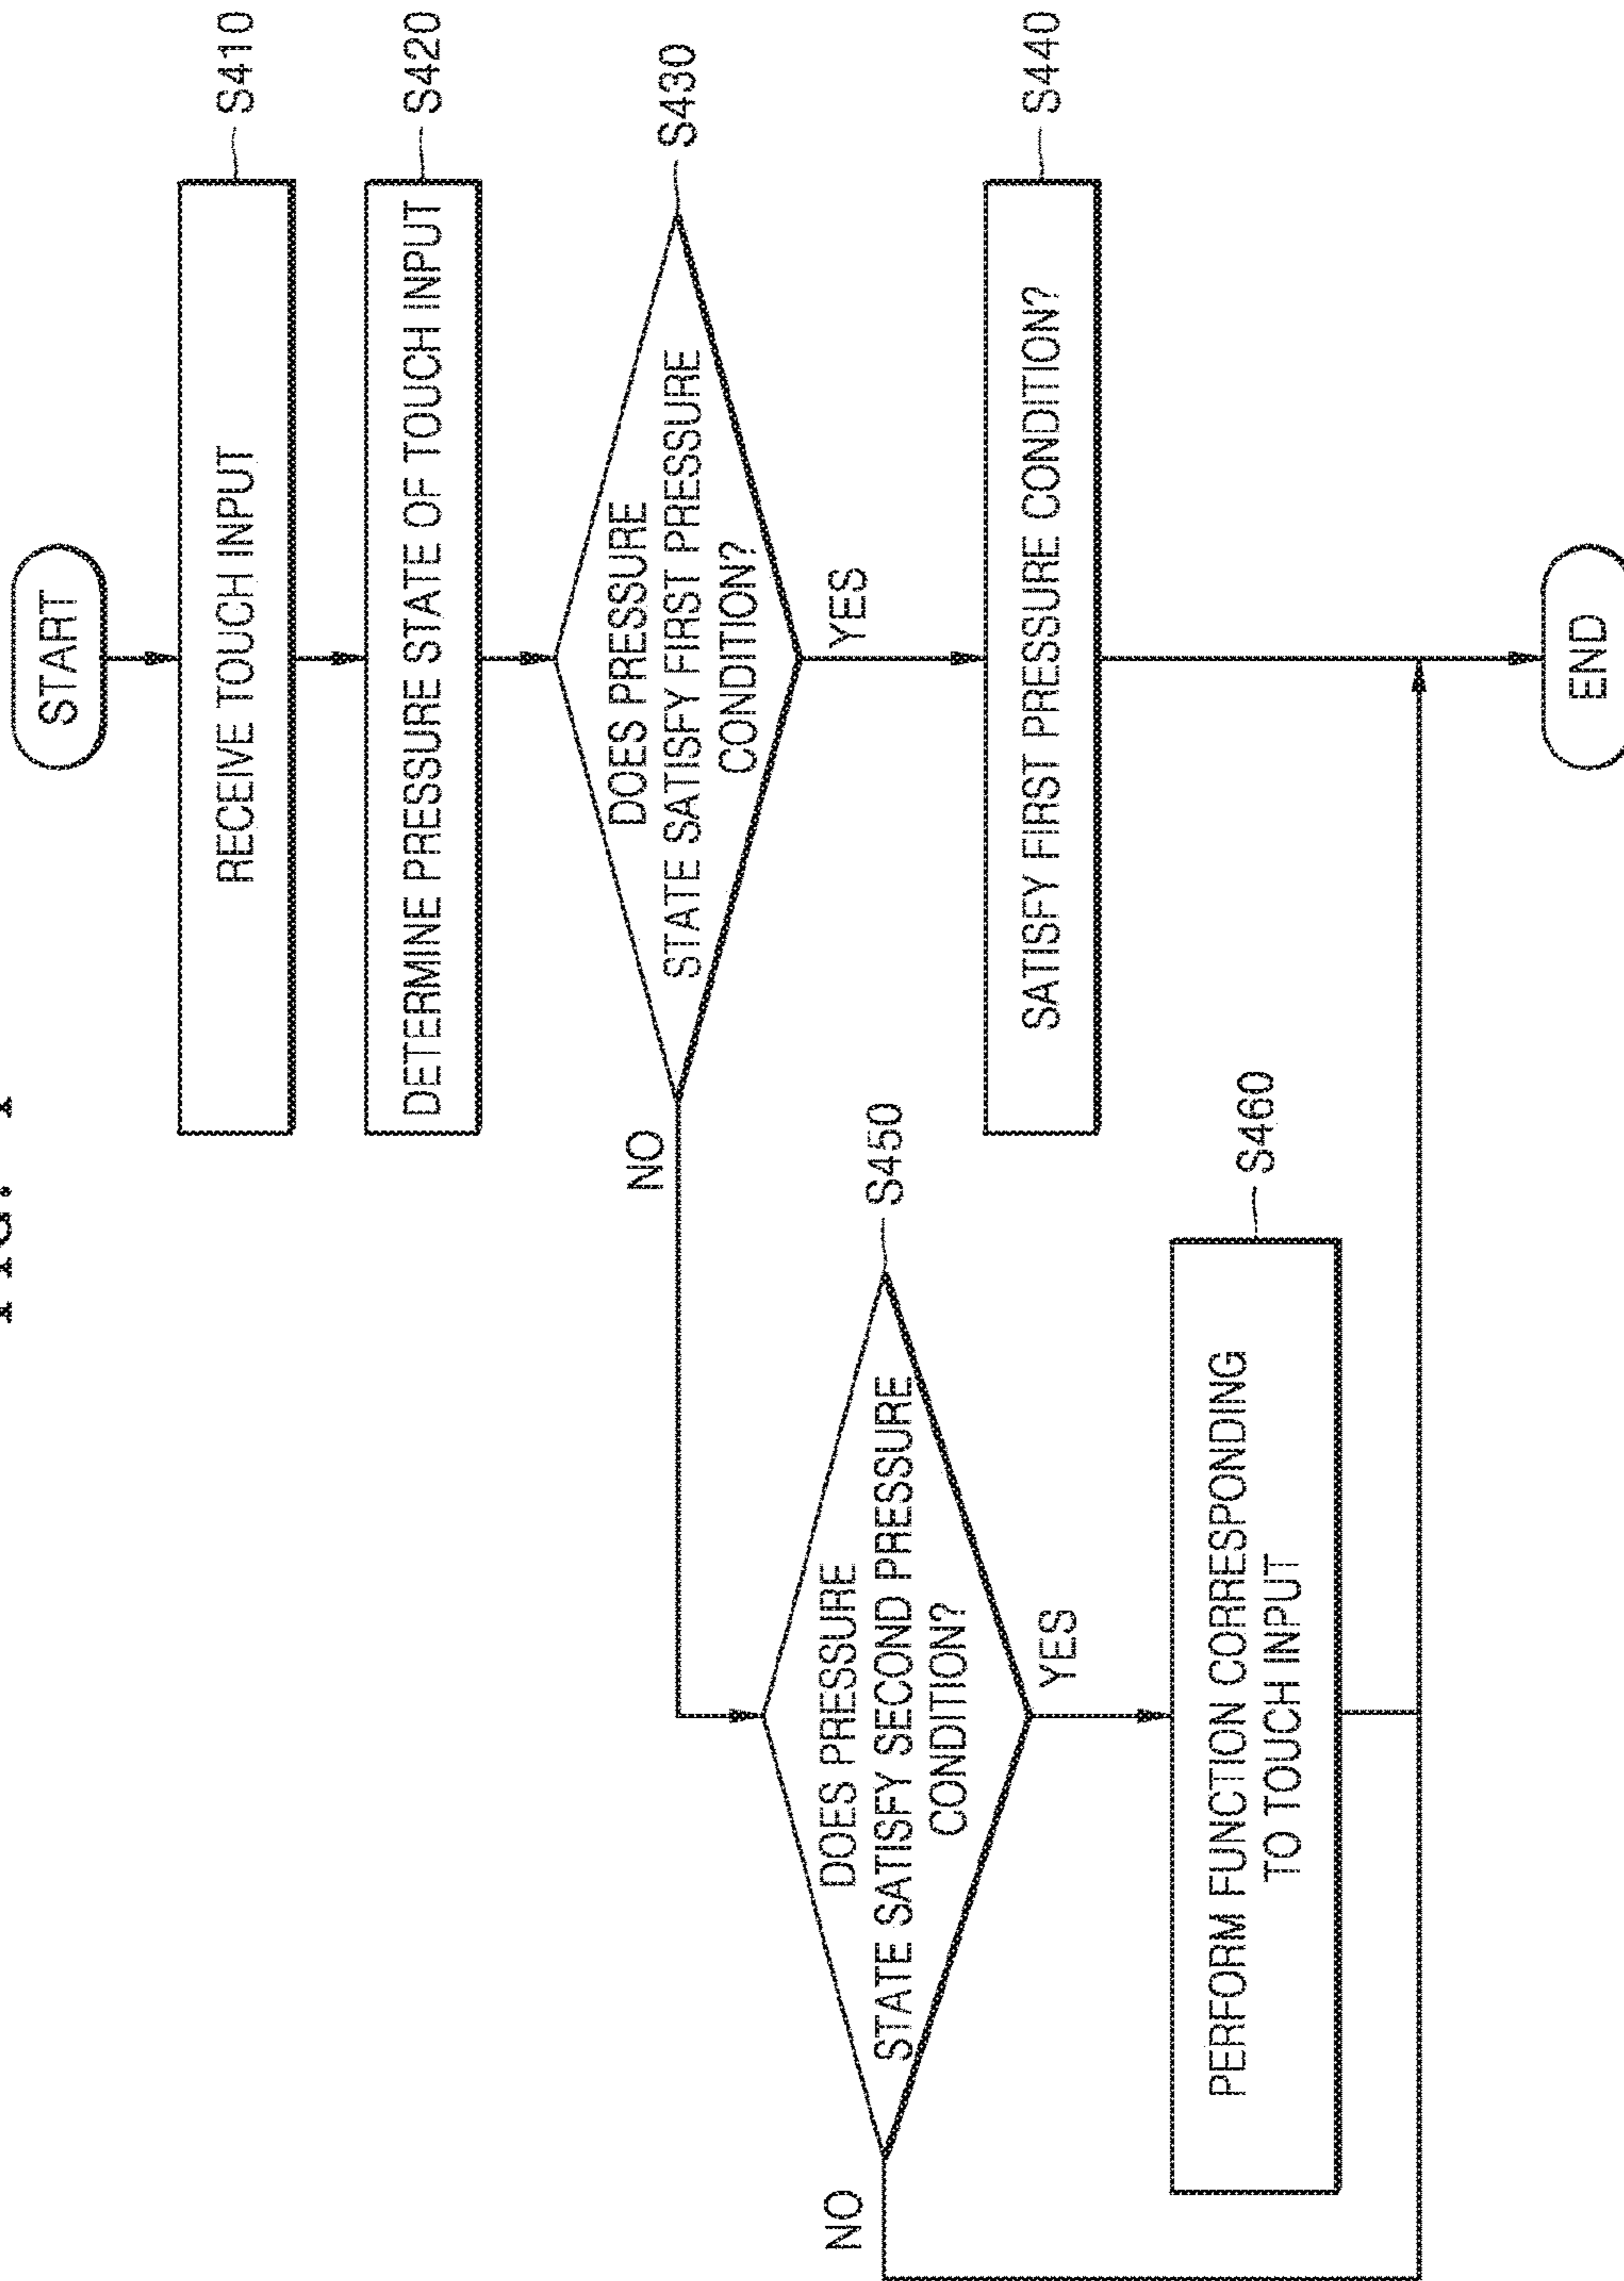 START
RECEIVE TOUCH INPUT
S410
DETERMINE PRESSURE STATE OF TOUCH INPUT
S420
DOES PRESSURE
STATE SATISFY FIRST PRESSURE
CONDITION?
S430
NO
YES
SATISFY FIRST PRESSURE CONDITION?
S440
DOES PRESSURE
STATE SATISFY SECOND PRESSURE
CONDITION?
S450
NO
YES
PERFORM FUNCTION CORRESPONDING
TO TOUCH INPUT
S460
END